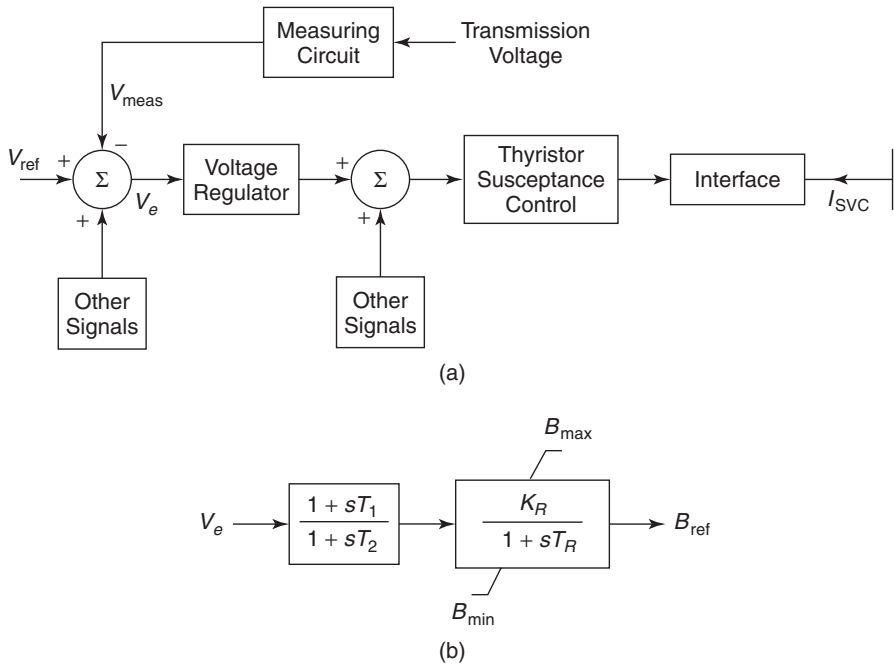 Measuring
Circuit
Transmission
Voltage
V_meas
−
V_ref
+
Σ
+
V_e
Voltage
Regulator
+
Σ
+
Thyristor
Susceptance
Control
Interface
I_SVC
Other
Signals
Other
Signals
(a)
B_max
V_e
1 + sT_1
1 + sT_2
K_R
1 + sT_R
B_ref
B_min
(b)